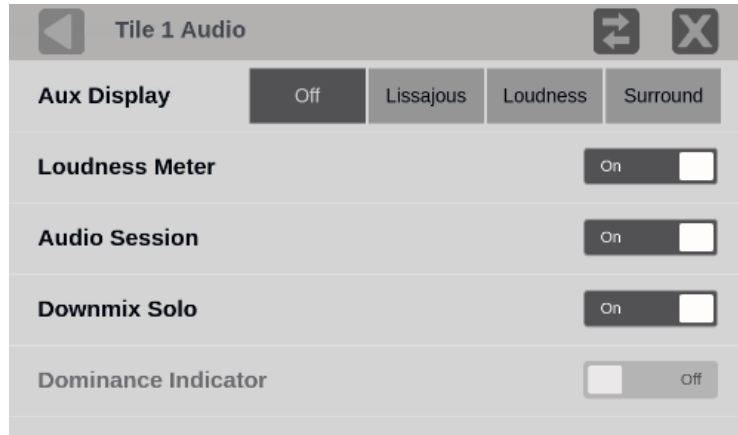 Tile 1 Audio
Aux Display Off Lissajous Loudness Surround
Loudness Meter On
Audio Session On
Downmix Solo On
Dominance Indicator Off